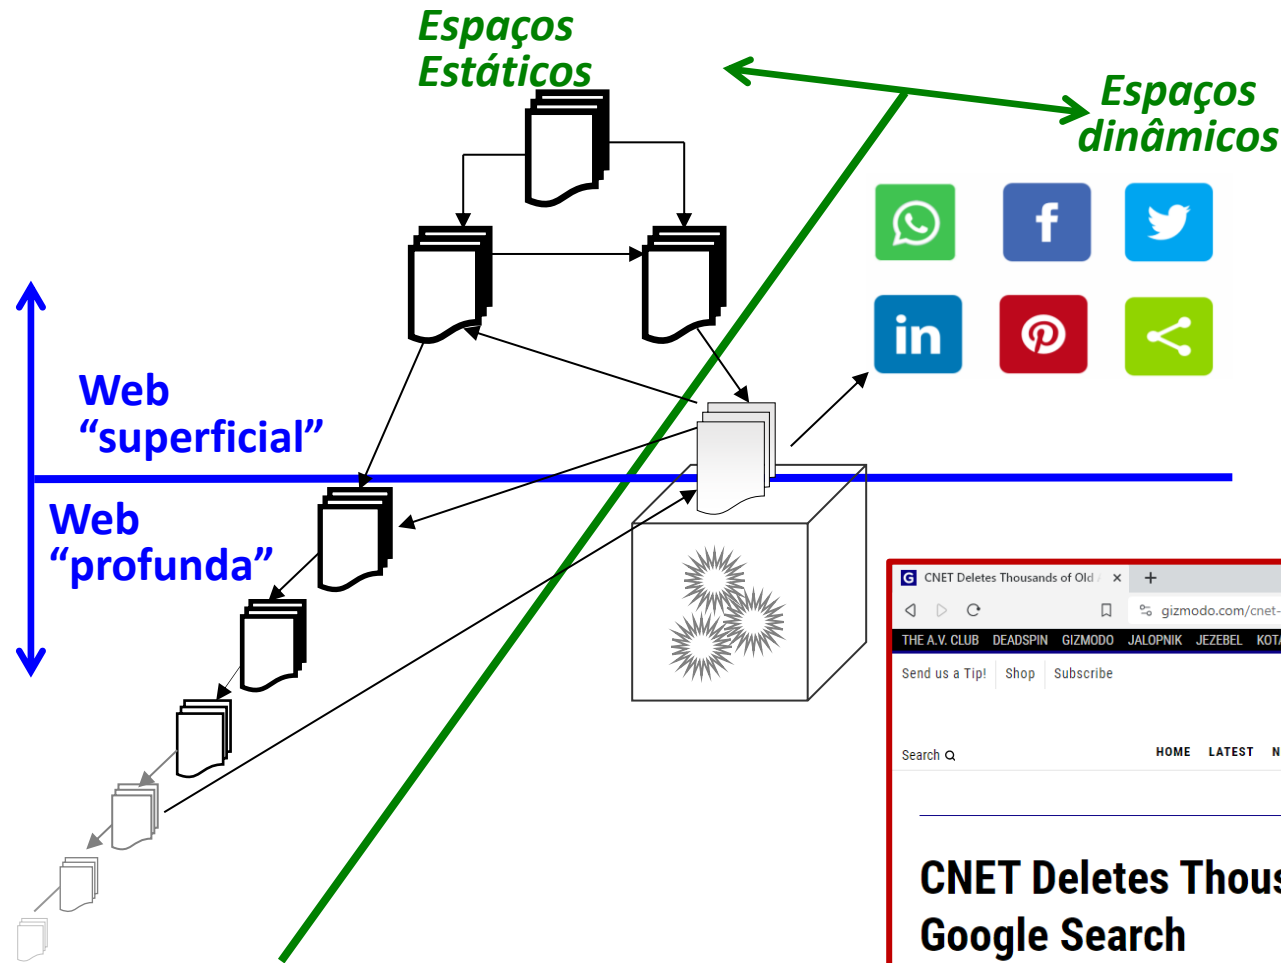 Espaços
Estáticos
Espaços
dinâmicos
f
in
Web
“superficial”
Web
“profunda”
G CNET Deletes Thousands of Old
gizmodo.com/cnet-
THE A.V. CLUB DEADSPIN GIZMODO JALOPNIK JEZEBEL
Send us a Tip! Shop Subscribe
Search
HOME LATEST N
CNET Deletes Thous
Google Search